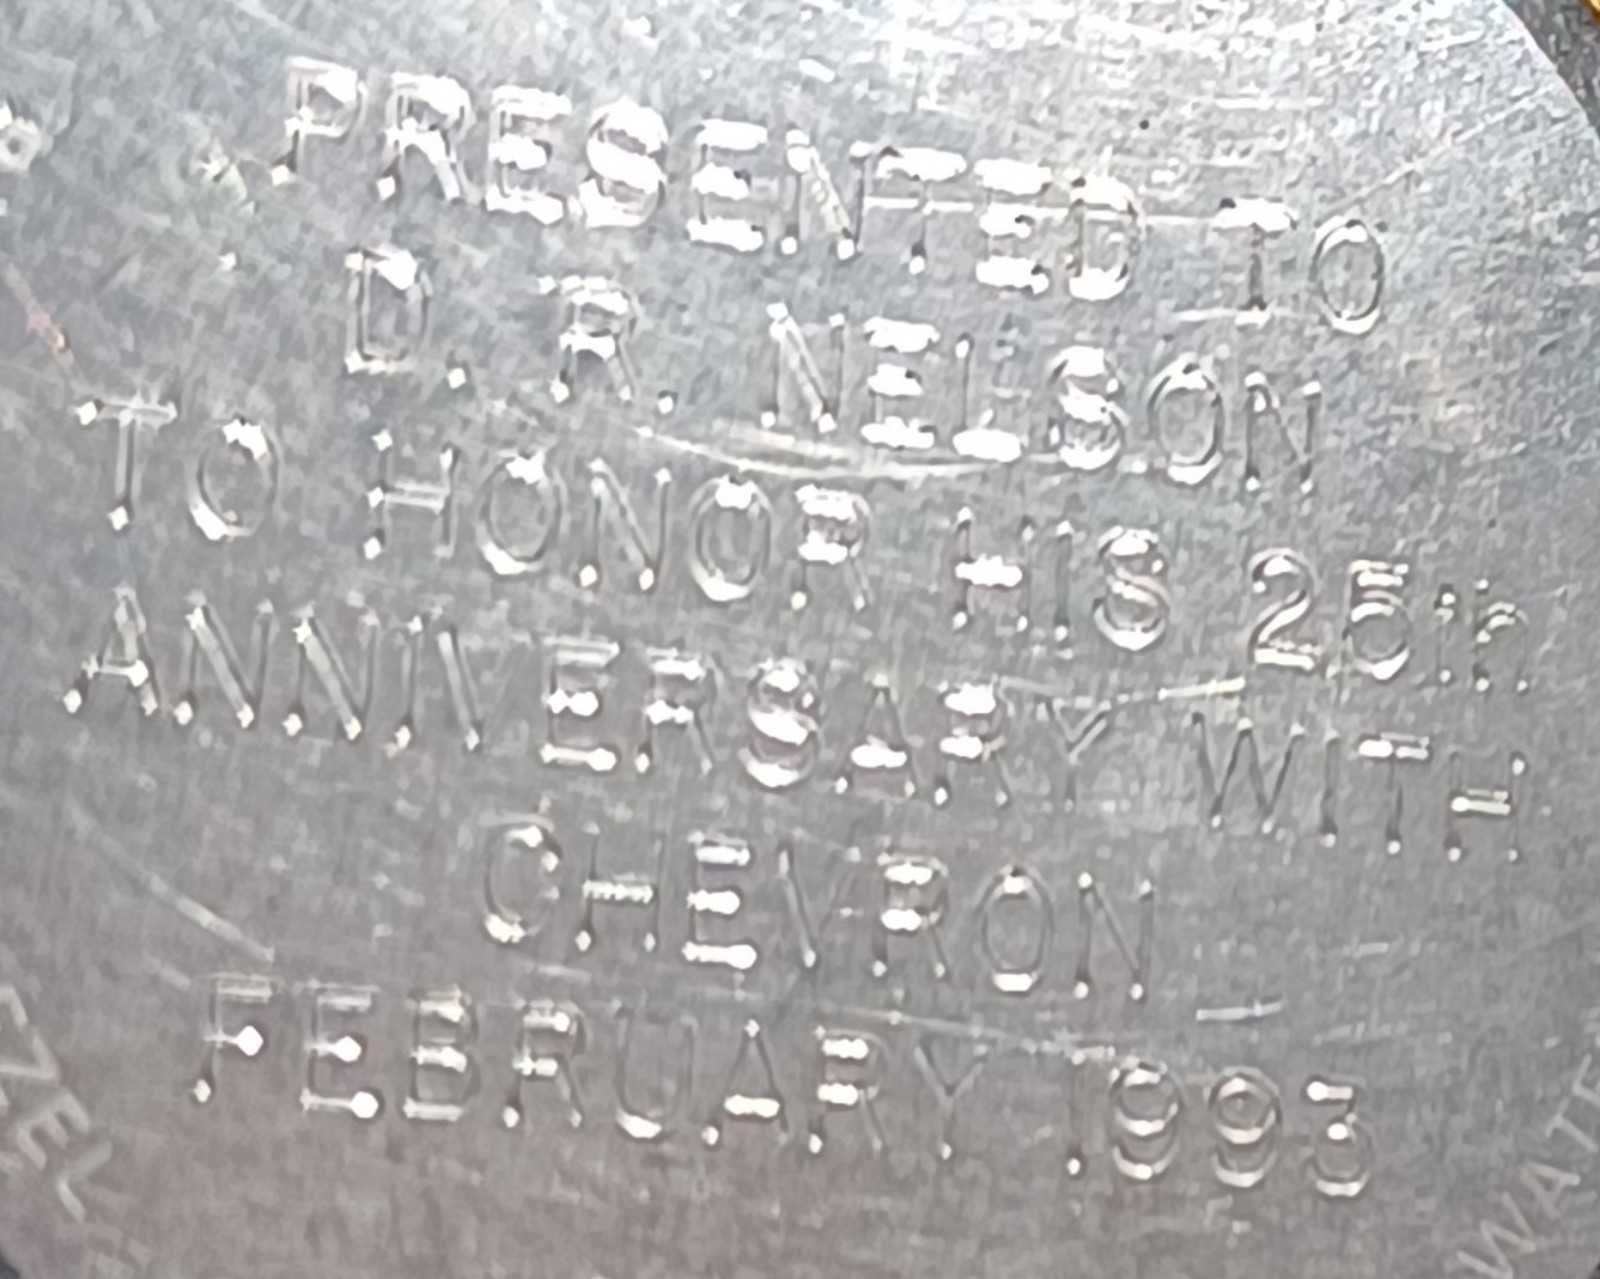 PRESENTED TO
D. R. NELSON
TO HONOR HIS 25th
ANNIVERSARY WITH
CHEVRON
FEBRUARY 1993